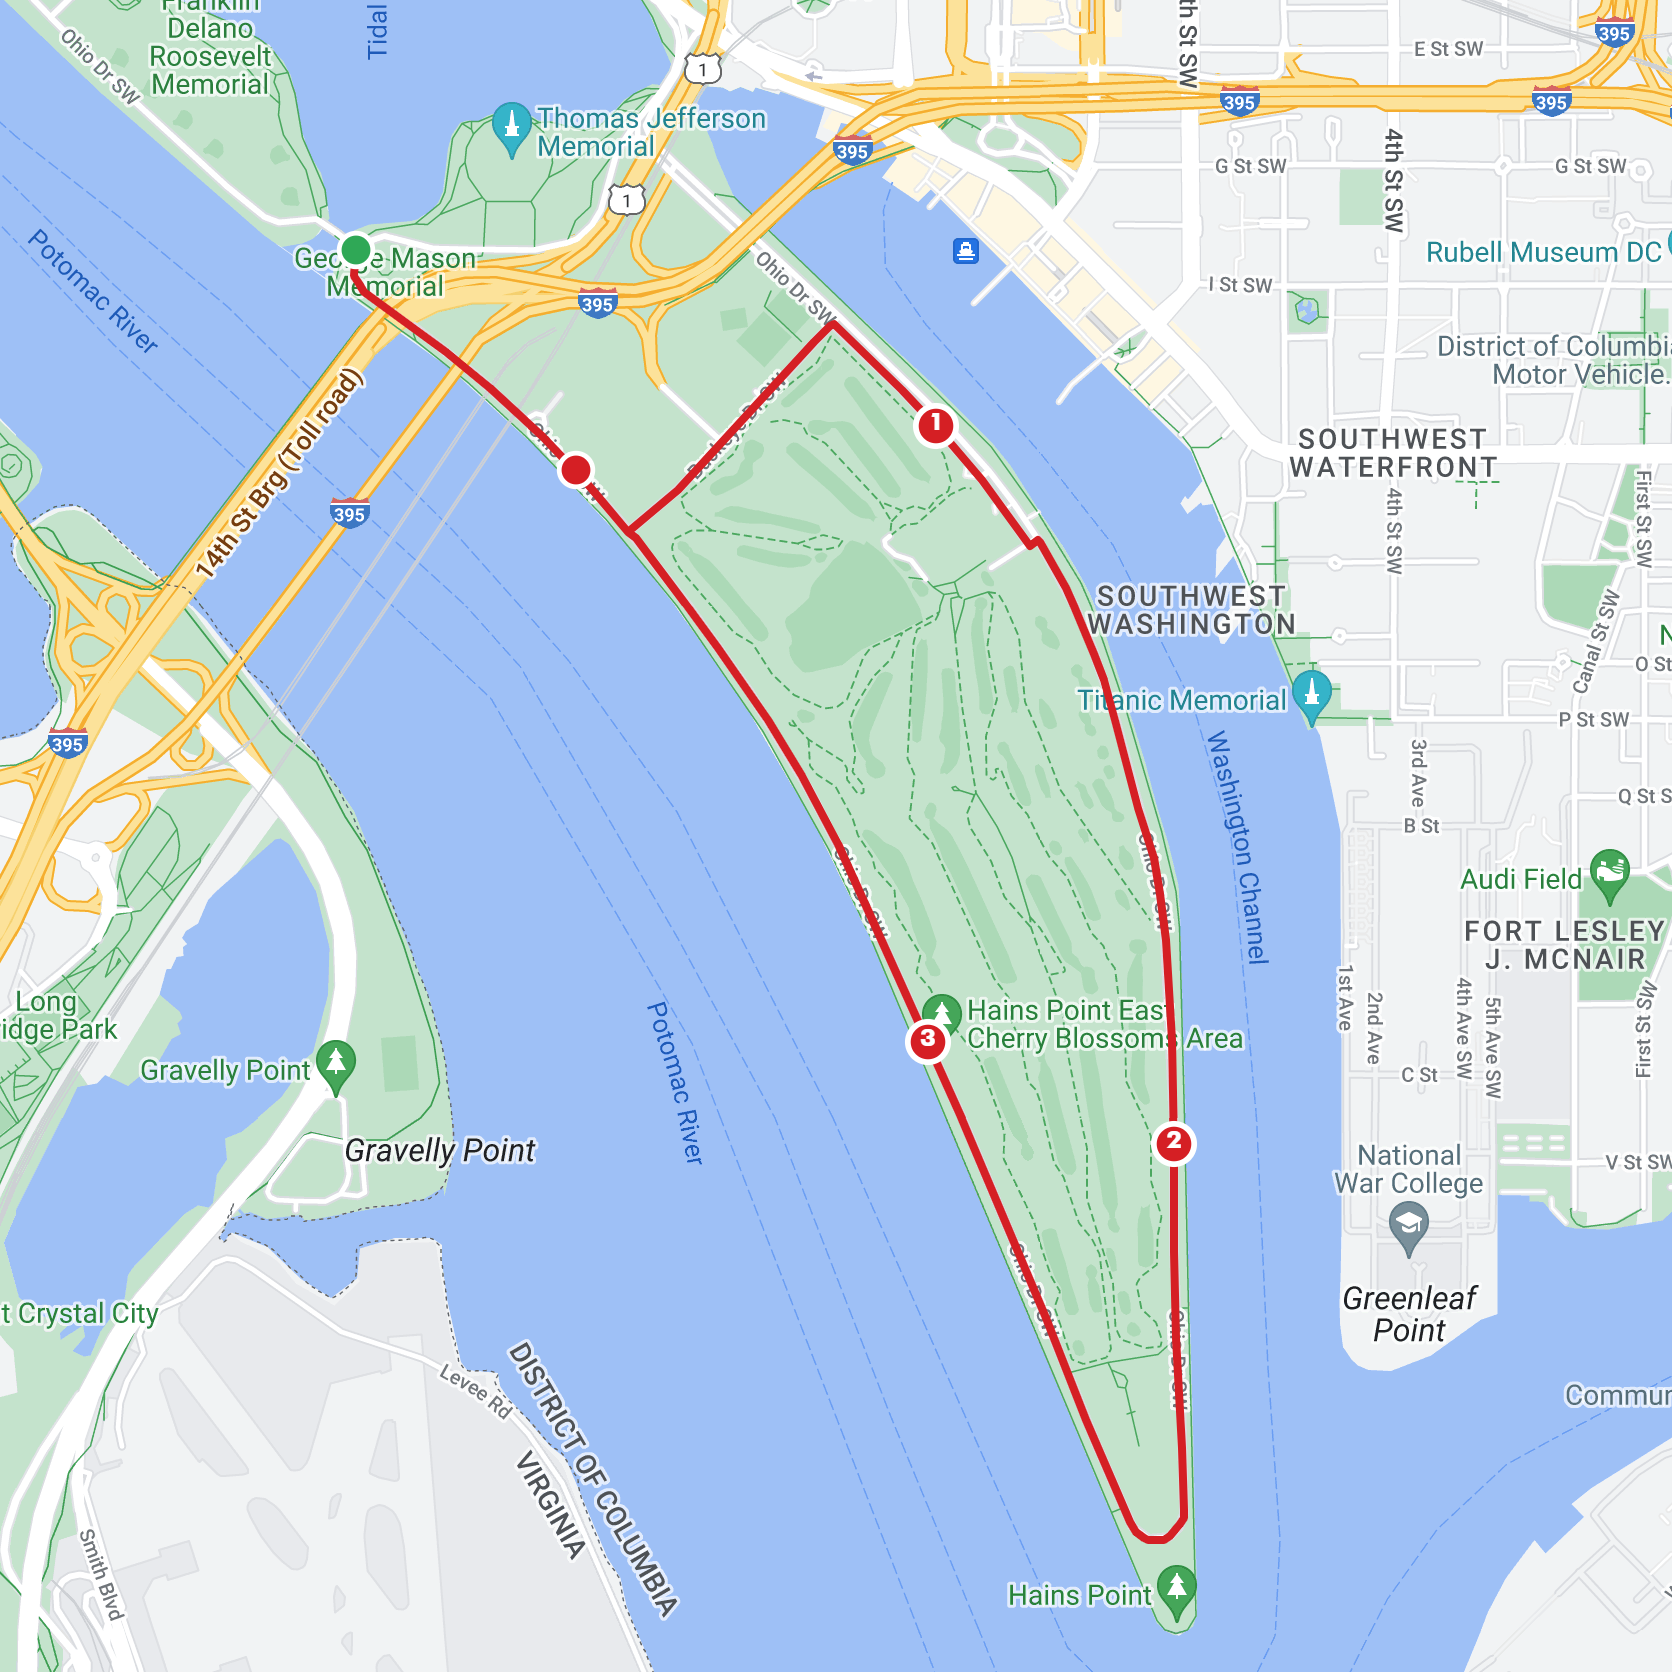 Franklin
Delano
Roosevelt
Memorial
Tidal
Ohio Dr SW
1
Thomas Jefferson
Memorial
1
395
395
395
395
E St SW
7th St SW
4th St SW
G St SW
G St SW
Rubell Museum DC
I St SW
George Mason
Memorial
Potomac River
395
Ohio Dr SW
14th St Brg (Toll road)
Buckeye Dr SW
1
District of Columbia
Motor Vehicle...
SOUTHWEST
WATERFRONT
4th St SW
First St SW
395
SOUTHWEST
WASHINGTON
Canal St SW
O St
Titanic Memorial
P St SW
395
Washington Channel
3rd Ave
Q St S
B St
Ohio Dr SW
Ohio Dr SW
Audi Field
FORT LESLEY
J. MCNAIR
Long
idge Park
Potomac River
Hains Point East
Cherry Blossoms Area
3
1st Ave
2nd Ave
4th Ave SW
5th Ave SW
First St SW
C St
Gravelly Point
Gravelly Point
2
National
War College
V St SW
Ohio Dr SW
Ohio Dr SW
Greenleaf
Point
t Crystal City
Levee Rd
DISTRICT OF COLUMBIA
VIRGINIA
Commun
Smith Blvd
Hains Point